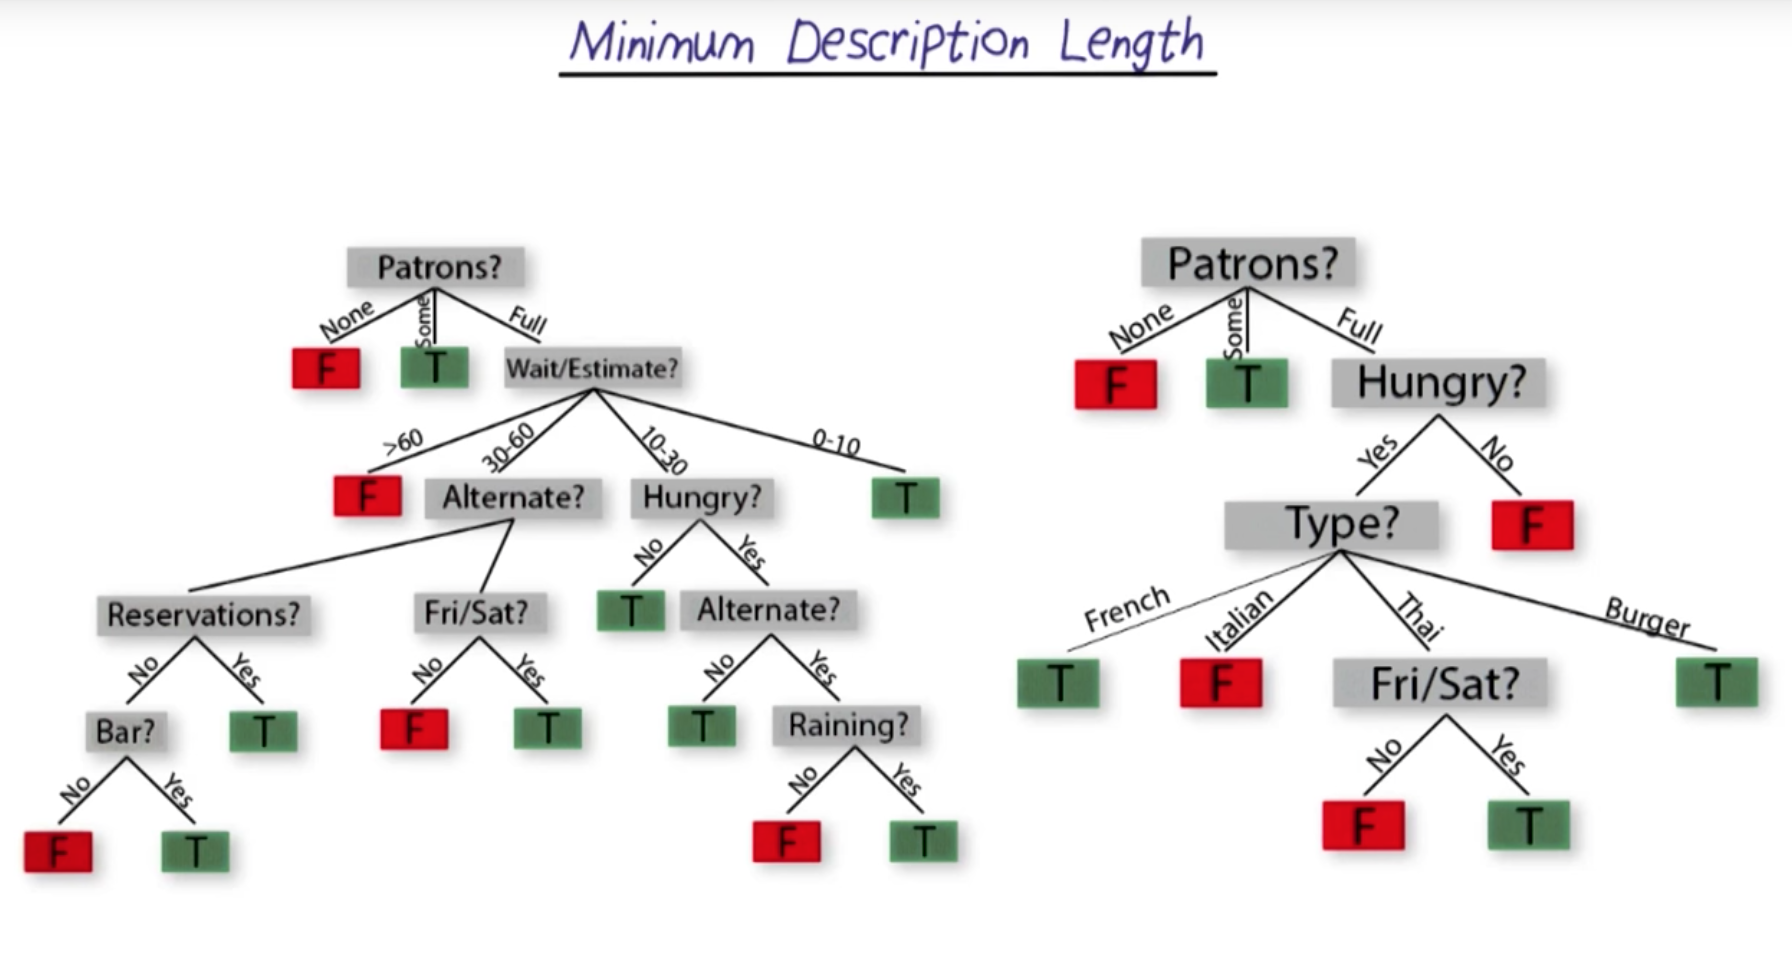 Minimum Description Length
Patrons?
None Some Full
F T Wait/Estimate?
>60 30-60 10-30 0-10
F Alternate? Hungry? T
No Yes
Reservations? Fri/Sat? T Alternate?
No Yes No Yes No Yes
Bar? T F T T Raining?
No Yes No Yes
F T F T
Patrons?
None Some Full
F T Hungry?
Yes No
Type? F
French Italian Thai Burger
T F Fri/Sat? T
No Yes
F T